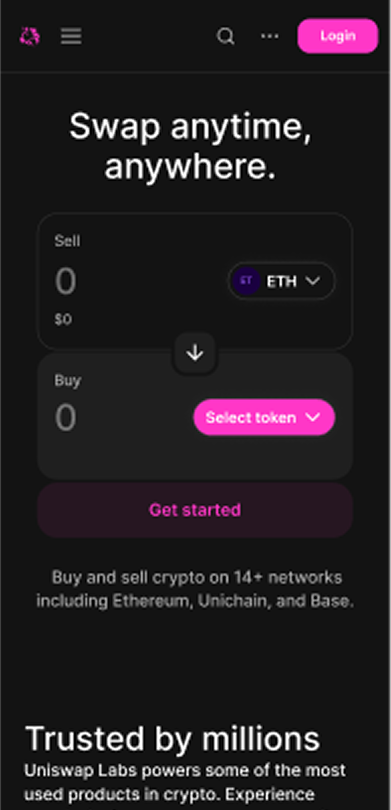 Login
Swap anytime,
anywhere.
Sell
0
ET
ETH
$0
Buy
0
Select token
Get started
Buy and sell crypto on 14+ networks
including Ethereum, Unichain, and Base.
Trusted by millions
Uniswap Labs powers some of the most
used products in crypto. Experience